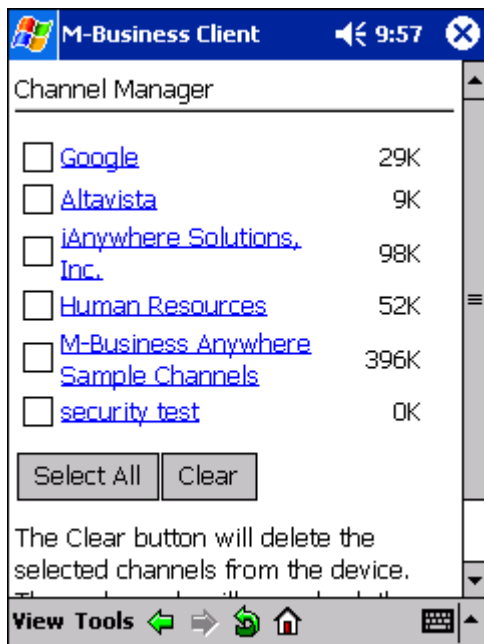 M-Business Client 9:57
Channel Manager
Google 29K
Altavista 9K
iAnywhere Solutions, Inc. 98K
Human Resources 52K
M-Business Anywhere Sample Channels 396K
security test 0K
Select All Clear
The Clear button will delete the
selected channels from the device.
View Tools